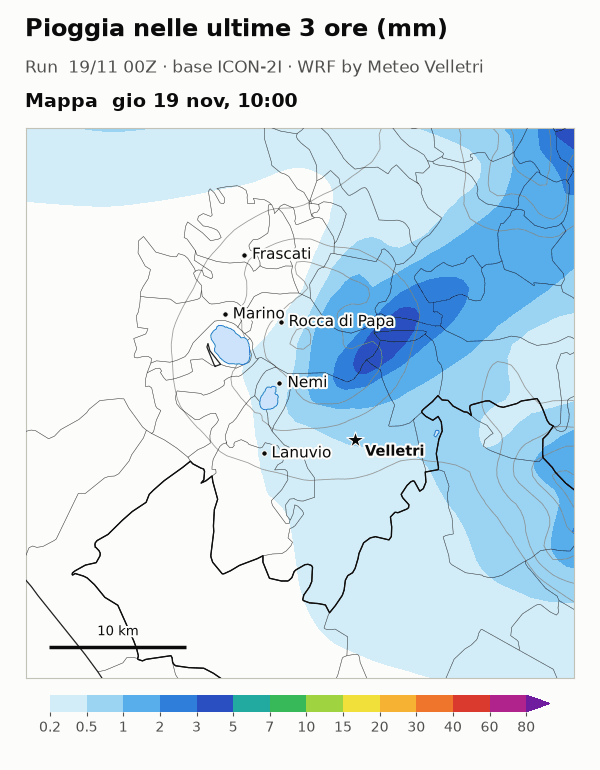 Pioggia nelle ultime 3 ore (mm)
Run 19/11 00Z · base ICON-2I · WRF by Meteo Velletri
Mappa gio 19 nov, 10:00
Frascati
Marino
Rocca di Papa
Nemi
Velletri
Lanuvio
10 km
0.2 0.5 1 2 3 5 7 10 15 20 30 40 60 80